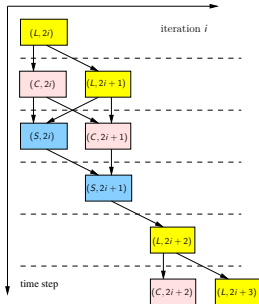 iteration i
(L, 2i)
(C, 2i)
(L, 2i+1)
(S, 2i)
(C, 2i+1)
(S, 2i+1)
(L, 2i+2)
time step
(C, 2i+2)
(L, 2i+3)